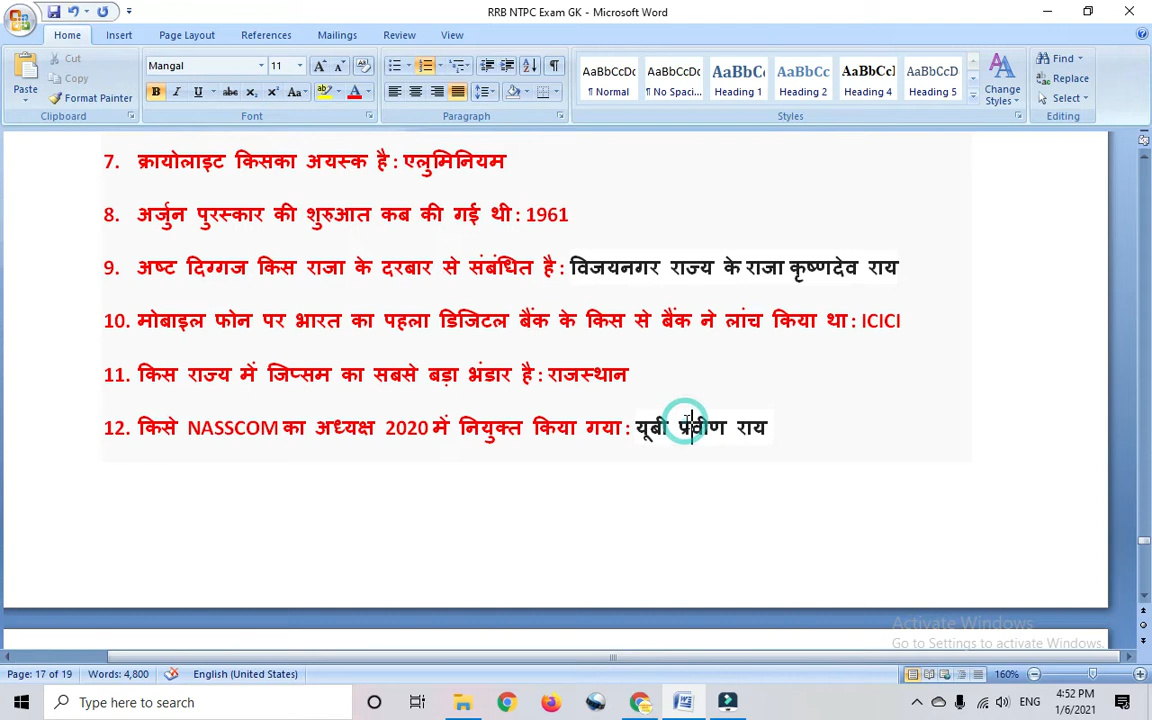 RRB NTPC Exam GK - Microsoft Word
Home Insert Page Layout References Mailings Review View
Paste
Cut
Copy
Format Painter
Clipboard
Mangal 11
B I U abc x₂ x² Aa
Font
Paragraph
AaBbCcDc AaBbCcDc AaBbC‹ AaBbCc AaBbCcI AaBbCcDc
¶ Normal ¶ No Spaci... Heading 1 Heading 2 Heading 4 Heading 5
Change Styles
Styles
Find
Replace
Select
Editing
7. क्रायोलाइट किसका अयस्क है : एलुमिनियम
8. अर्जुन पुरस्कार की शुरुआत कब की गई थी : 1961
9. अष्ट दिग्गज किस राजा के दरबार से संबंधित है : विजयनगर राज्य के राजा कृष्णदेव राय
10. मोबाइल फोन पर भारत का पहला डिजिटल बैंक के किस से बैंक ने लांच किया था : ICICI
11. किस राज्य में जिप्सम का सबसे बड़ा भंडार है : राजस्थान
12. किसे NASSCOM का अध्यक्ष 2020 में नियुक्त किया गया : यूबी प्रवीण राय
Activate Windows
Go to Settings to activate Windows.
Page: 17 of 19 Words: 4,800 English (United States) 160%
Type here to search
ENG
4:52 PM
1/6/2021